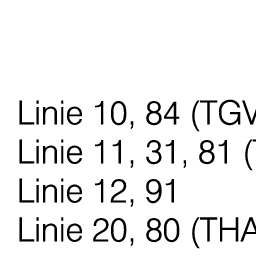 Linie 10, 84 (TGV
Linie 11, 31, 81 (
Linie 12, 91
Linie 20, 80 (THA